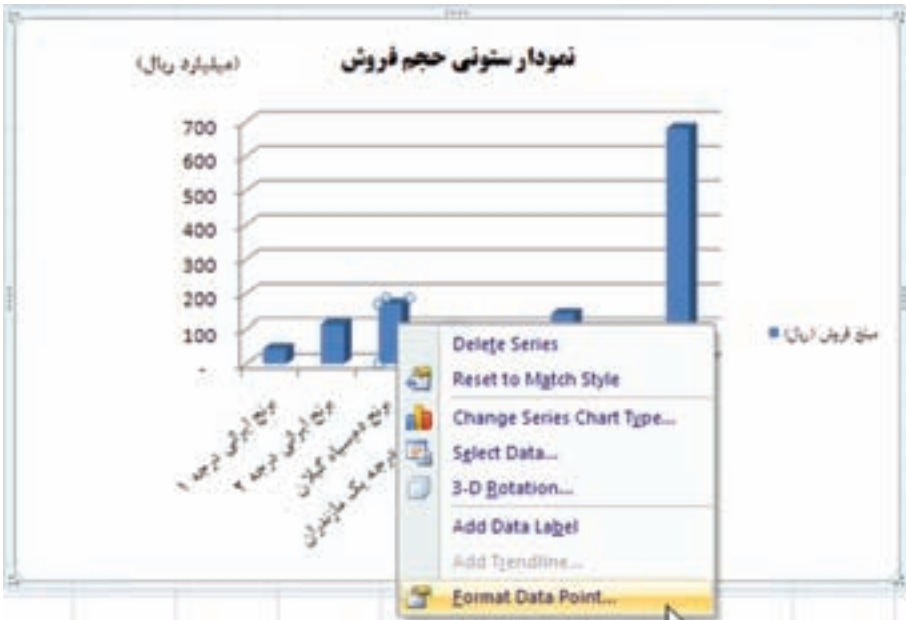 نمودار ستونی حجم فروش
(میلیارد ریال)
700
600
500
400
300
200
100
-
برنج ایرانی درجه ۱
برنج ایرانی درجه ۲
برنج دمسیاه گیلان
درجه یک مازندران
مبلغ فروش (ریال)
Delete Series
Reset to Match Style
Change Series Chart Type...
Select Data...
3-D Rotation...
Add Data Label
Add Trendline...
Format Data Point...